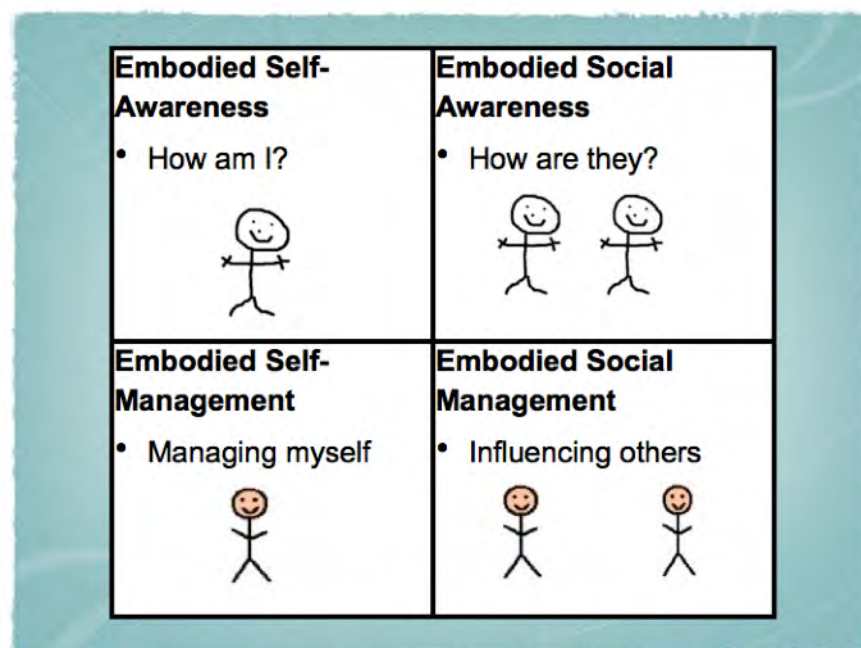 Embodied Self-
Awareness
• How am I?
Embodied Social
Awareness
• How are they?
Embodied Self-
Management
• Managing myself
Embodied Social
Management
• Influencing others